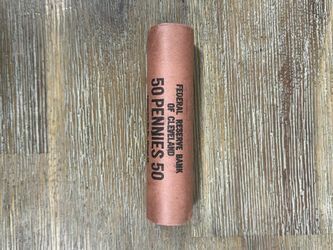 FEDERAL RESERVE BANK
OF CLEVELAND
50 PENNIES 50